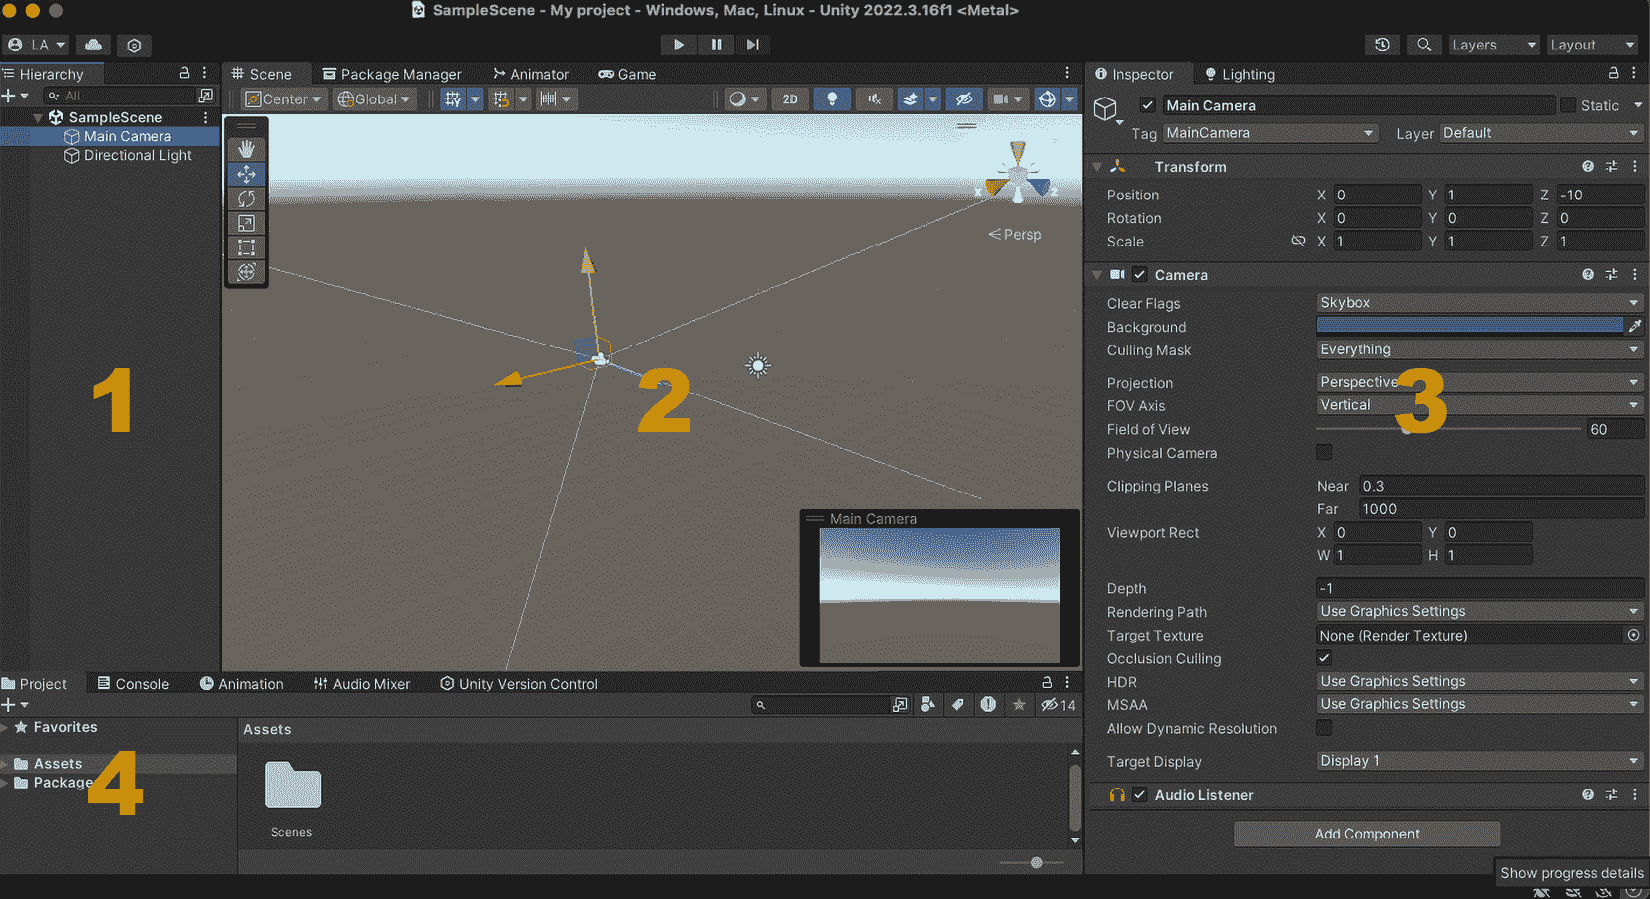 SampleScene - My project - Windows, Mac, Linux - Unity 2022.3.16f1 <Metal>
LA
Layers
Layout
Hierarchy
All
SampleScene
Main Camera
Directional Light
1
Scene
Package Manager
Animator
Game
Center
Global
2D
x
z
Persp
2
Main Camera
Inspector
Lighting
Main Camera
Static
Tag MainCamera
Layer Default
Transform
Position X 0 Y 1 Z -10
Rotation X 0 Y 0 Z 0
Scale X 1 Y 1 Z 1
Camera
Clear Flags Skybox
Background
Culling Mask Everything
Projection Perspective
FOV Axis Vertical
3
Field of View 60
Physical Camera
Clipping Planes Near 0.3
Far 1000
Viewport Rect X 0 Y 0
W 1 H 1
Depth -1
Rendering Path Use Graphics Settings
Target Texture None (Render Texture)
Occlusion Culling
HDR Use Graphics Settings
MSAA Use Graphics Settings
Allow Dynamic Resolution
Target Display Display 1
Audio Listener
Add Component
Show progress details
Project
Console
Animation
Audio Mixer
Unity Version Control
14
Favorites
Assets
Package
4
Assets
Scenes